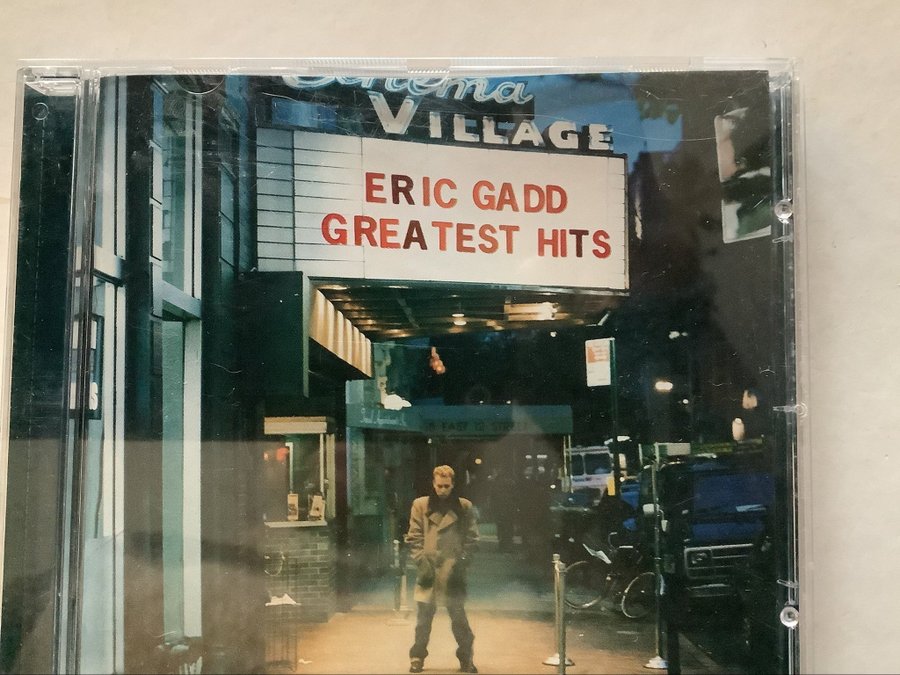 Cinema
VILLAGE
ERIC GADD
GREATEST HITS